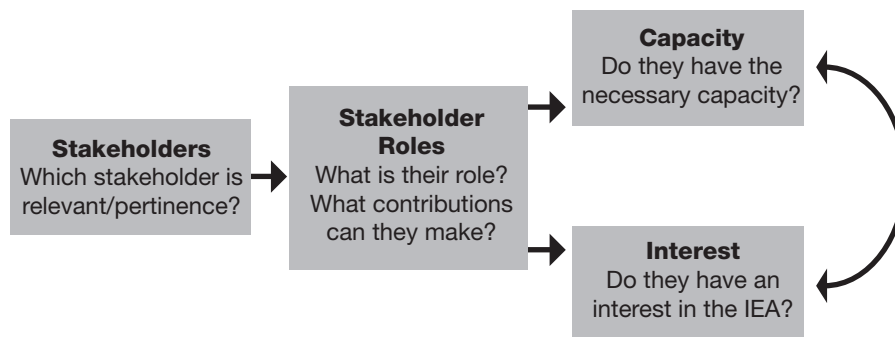 Stakeholders
Which stakeholder is
relevant/pertinence?
Stakeholder
Roles
What is their role?
What contributions
can they make?
Capacity
Do they have the
necessary capacity?
Interest
Do they have an
interest in the IEA?